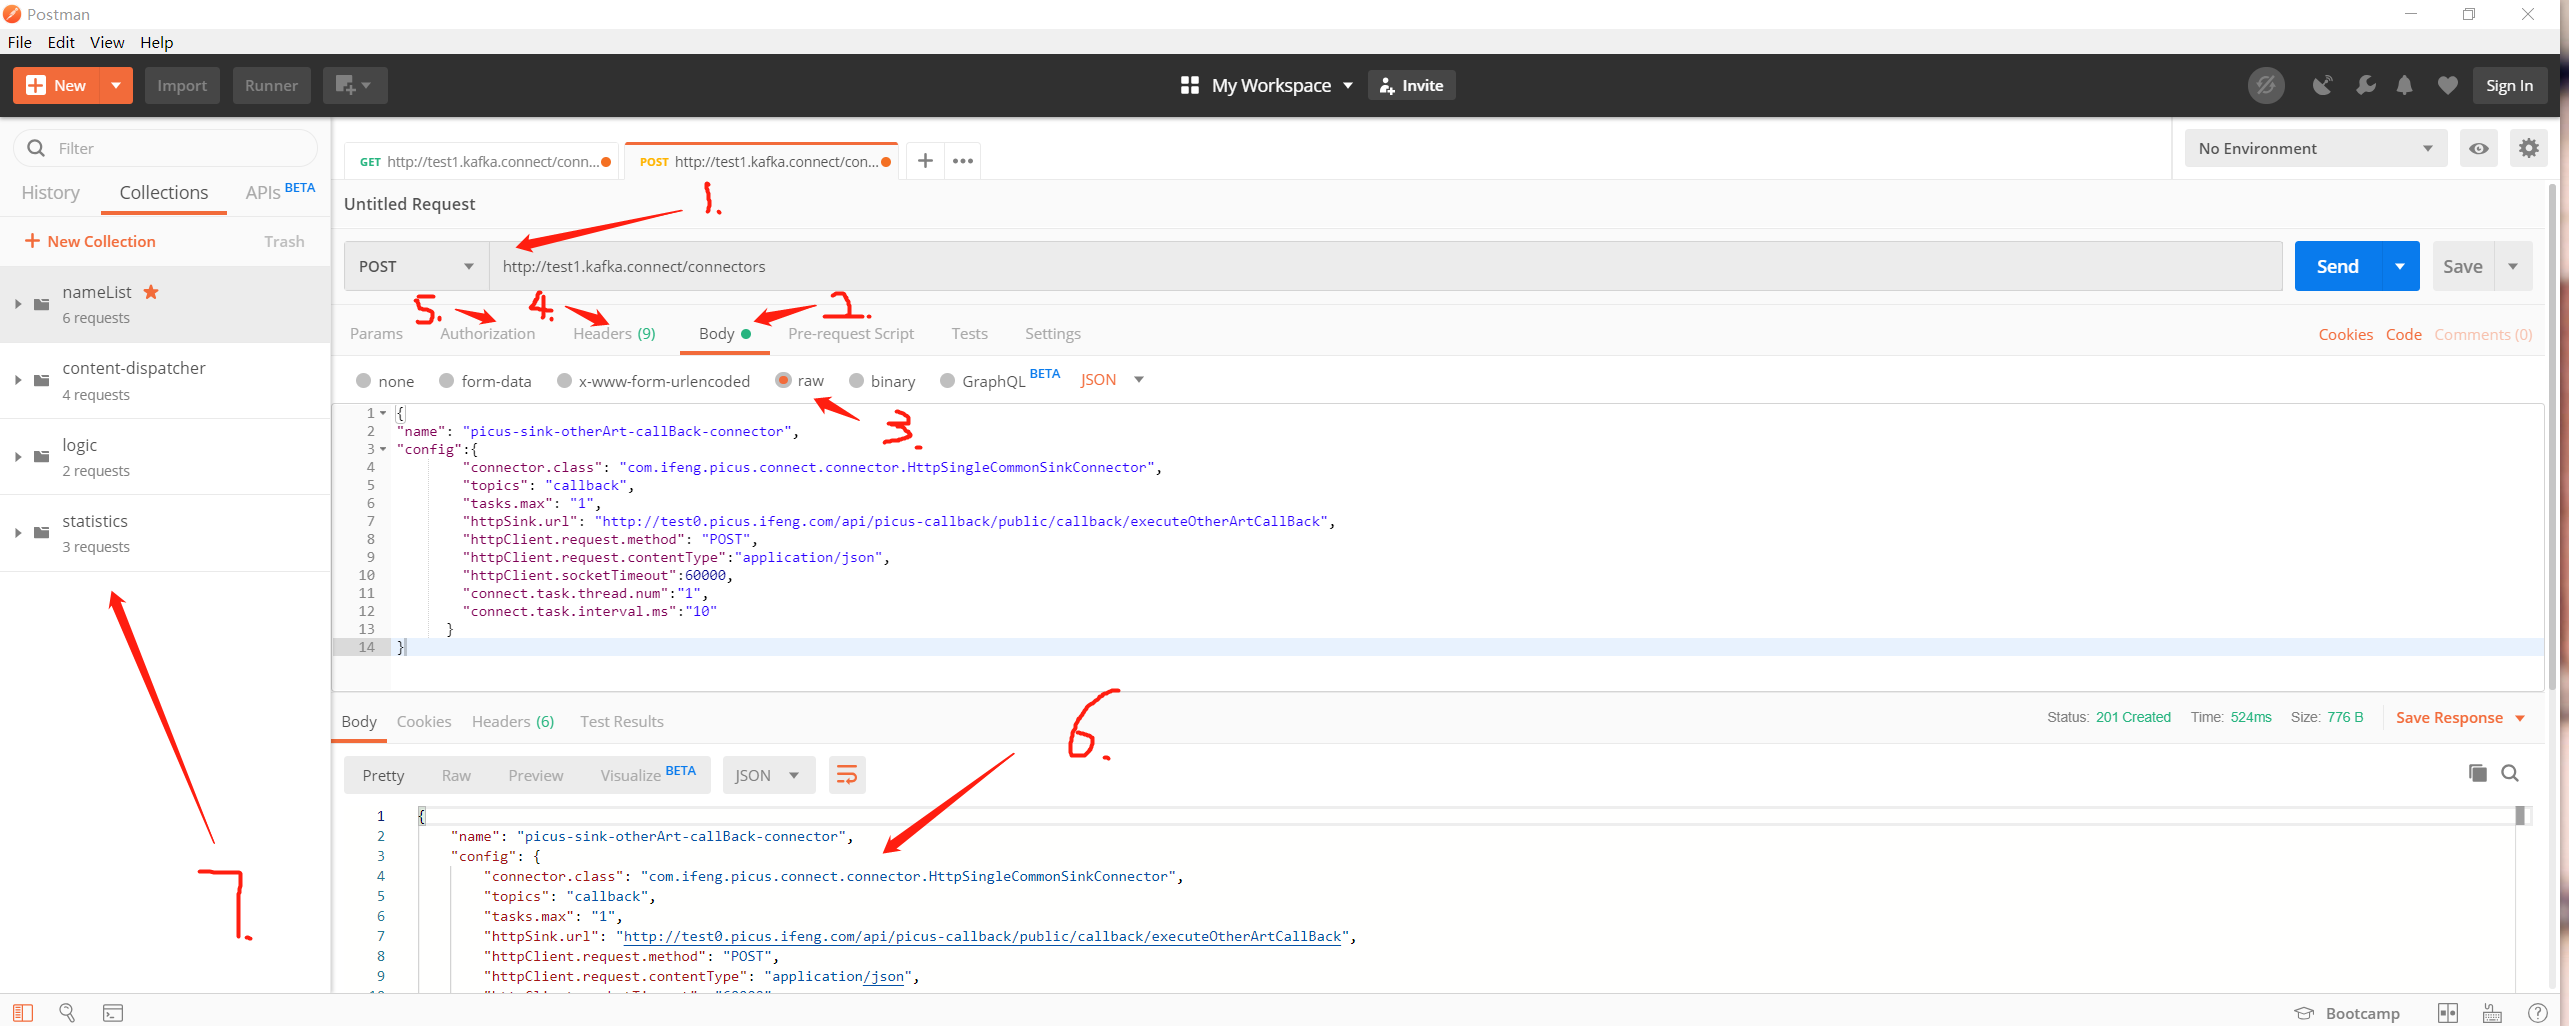 Postman
File Edit View Help
New Import Runner My Workspace Invite Sign In
Filter
History Collections APIs BETA
New Collection Trash
nameList
6 requests
content-dispatcher
4 requests
logic
2 requests
statistics
3 requests
7.
GET http://test1.kafka.connect/conn... POST http://test1.kafka.connect/con... + ...
No Environment
Untitled Request
1.
POST http://test1.kafka.connect/connectors Send Save
5. 4. 2.
Params Authorization Headers (9) Body Pre-request Script Tests Settings Cookies Code Comments (0)
none form-data x-www-form-urlencoded raw binary GraphQL BETA JSON
3.
1 {
2 "name": "picus-sink-otherArt-callBack-connector",
3 "config":{
4 "connector.class": "com.ifeng.picus.connect.connector.HttpSingleCommonSinkConnector",
5 "topics": "callback",
6 "tasks.max": "1",
7 "httpSink.url": "http://test0.picus.ifeng.com/api/picus-callback/public/callback/executeOtherArtCallBack",
8 "httpClient.request.method": "POST",
9 "httpClient.request.contentType":"application/json",
10 "httpClient.socketTimeout":60000,
11 "connect.task.thread.num":"1",
12 "connect.task.interval.ms":"10"
13 }
14 }
6.
Body Cookies Headers (6) Test Results Status: 201 Created Time: 524ms Size: 776 B Save Response
Pretty Raw Preview Visualize BETA JSON
1 {
2 "name": "picus-sink-otherArt-callBack-connector",
3 "config": {
4 "connector.class": "com.ifeng.picus.connect.connector.HttpSingleCommonSinkConnector",
5 "topics": "callback",
6 "tasks.max": "1",
7 "httpSink.url": "http://test0.picus.ifeng.com/api/picus-callback/public/callback/executeOtherArtCallBack",
8 "httpClient.request.method": "POST",
9 "httpClient.request.contentType": "application/json",
Bootcamp